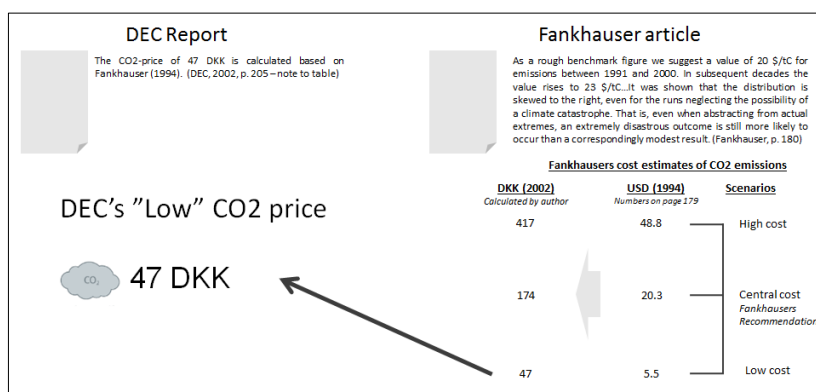 DEC Report
The CO2-price of 47 DKK is calculated based on
Fankhauser (1994). (DEC, 2002, p. 205 – note to table)
DEC's "Low" CO2 price
CO₂
47 DKK
Fankhauser article
As a rough benchmark figure we suggest a value of 20 $/tC for
emissions between 1991 and 2000. In subsequent decades the
value rises to 23 $/tC...It was shown that the distribution is
skewed to the right, even for the runs neglecting the possibility of
a climate catastrophe. That is, even when abstracting from actual
extremes, an extremely disastrous outcome is still more likely to
occur than a correspondingly modest result. (Fankhauser, p. 180)
Fankhausers cost estimates of CO2 emissions
DKK (2002) USD (1994) Scenarios
Calculated by author Numbers on page 179
417 48.8 High cost
174 20.3 Central cost
Fankhausers
Recommendation
47 5.5 Low cost